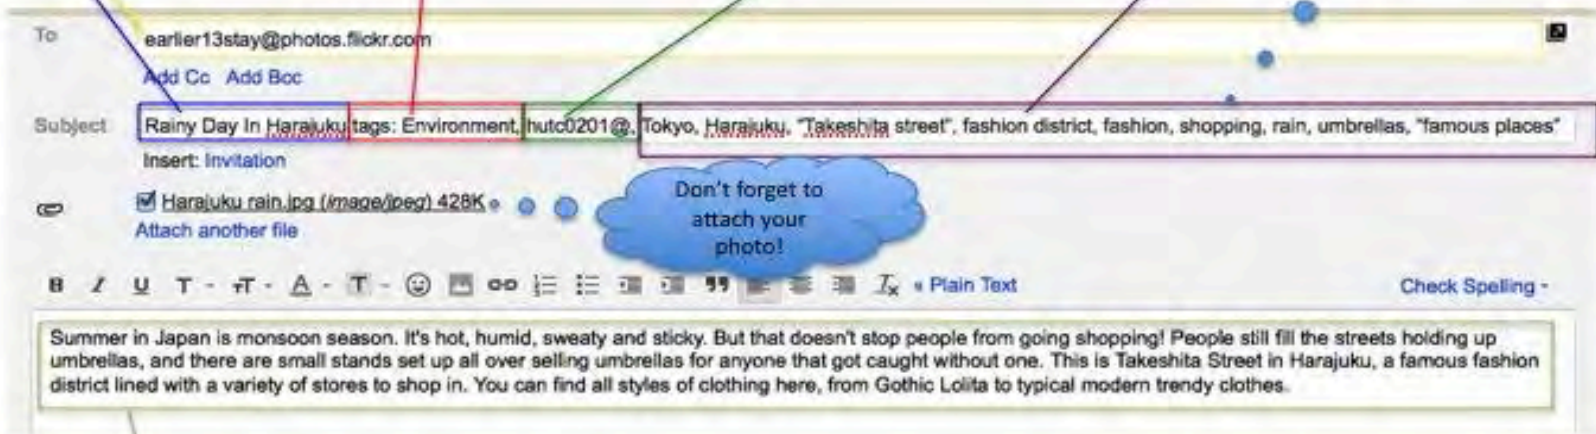 To earlier13stay@photos.flickr.com
Add Cc Add Bcc
Subject Rainy Day In Harajuku tags: Environment, hutc0201@, Tokyo, Harajuku, "Takeshita street", fashion district, fashion, shopping, rain, umbrellas, "famous places"
Insert: Invitation
Harajuku rain.jpg (image/jpeg) 428K
Attach another file
Don't forget to
attach your
photo!
B I U T - тT - A - T - « Plain Text Check Spelling -
Summer in Japan is monsoon season. It's hot, humid, sweaty and sticky. But that doesn't stop people from going shopping! People still fill the streets holding up
umbrellas, and there are small stands set up all over selling umbrellas for anyone that got caught without one. This is Takeshita Street in Harajuku, a famous fashion
district lined with a variety of stores to shop in. You can find all styles of clothing here, from Gothic Lolita to typical modern trendy clothes.